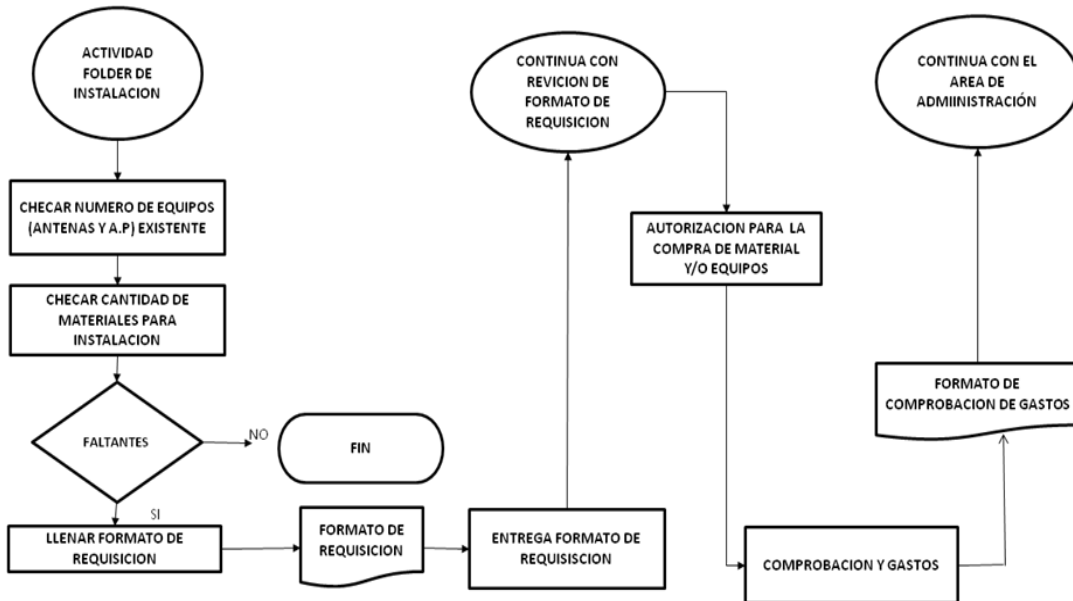 ACTIVIDAD
FOLDER DE
INSTALACION
CHECAR NUMERO DE EQUIPOS
(ANTENAS Y A.P) EXISTENTE
CHECAR CANTIDAD DE
MATERIALES PARA
INSTALACION
FALTANTES
NO
FIN
SI
LLENAR FORMATO DE
REQUISICION
FORMATO DE
REQUISICION
ENTREGA FORMATO DE
REQUISISCION
CONTINUA CON
REVICION DE
FORMATO DE
REQUISICION
AUTORIZACION PARA LA
COMPRA DE MATERIAL
Y/O EQUIPOS
COMPROBACION Y GASTOS
FORMATO DE
COMPROBACION DE GASTOS
CONTINUA CON EL
AREA DE
ADMIINISTRACIÓN